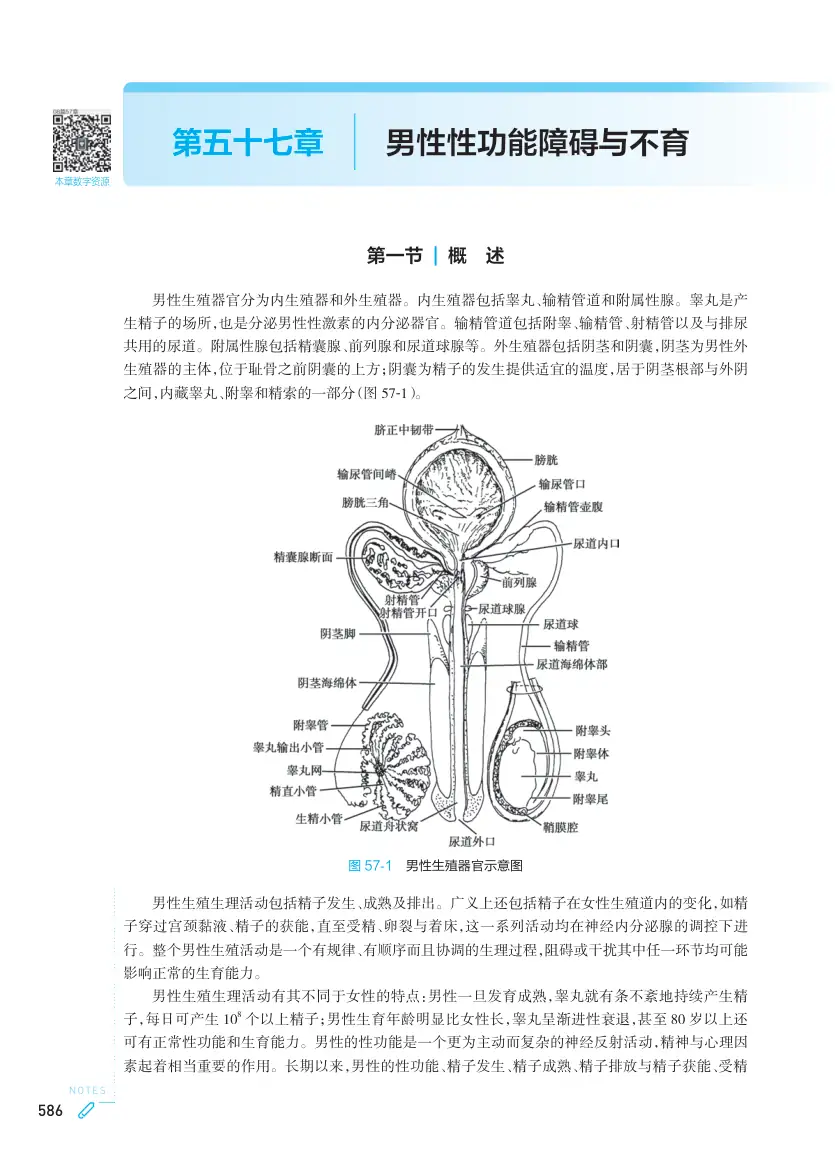 本章数字资源
第五十七章 男性性功能障碍与不育
第一节 | 概 述
男性生殖器官分为内生殖器和外生殖器。内生殖器包括睾丸、输精管道和附属性腺。睾丸是产
生精子的场所,也是分泌男性性激素的内分泌器官。输精管道包括附睾、输精管、射精管以及与排尿
共用的尿道。附属性腺包括精囊腺、前列腺和尿道球腺等。外生殖器包括阴茎和阴囊,阴茎为男性外
生殖器的主体,位于耻骨之前阴囊的上方;阴囊为精子的发生提供适宜的温度,居于阴茎根部与外阴
之间,内藏睾丸、附睾和精索的一部分(图 57-1)。
脐正中韧带
膀胱
输尿管间嵴
输尿管口
膀胱三角
输精管壶腹
尿道内口
精囊腺断面
前列腺
射精管
射精管开口
尿道球腺
尿道球
阴茎脚
输精管
尿道海绵体部
阴茎海绵体
附睾管
附睾头
睾丸输出小管
附睾体
睾丸网
睾丸
精直小管
附睾尾
生精小管
尿道舟状窝
鞘膜腔
尿道外口
图 57-1 男性生殖器官示意图
男性生殖生理活动包括精子发生、成熟及排出。广义上还包括精子在女性生殖道内的变化,如精
子穿过宫颈黏液、精子的获能,直至受精、卵裂与着床,这一系列活动均在神经内分泌腺的调控下进
行。整个男性生殖活动是一个有规律、有顺序而且协调的生理过程,阻碍或干扰其中任一环节均可能
影响正常的生育能力。
男性生殖生理活动有其不同于女性的特点:男性一旦发育成熟,睾丸就有条不紊地持续产生精
子,每日可产生 10⁸ 个以上精子;男性生育年龄明显比女性长,睾丸呈渐进性衰退,甚至 80 岁以上还
可有正常性功能和生育能力。男性的性功能是一个更为主动而复杂的神经反射活动,精神与心理因
素起着相当重要的作用。长期以来,男性的性功能、精子发生、精子成熟、精子排放与精子获能、受精
NOTES
586